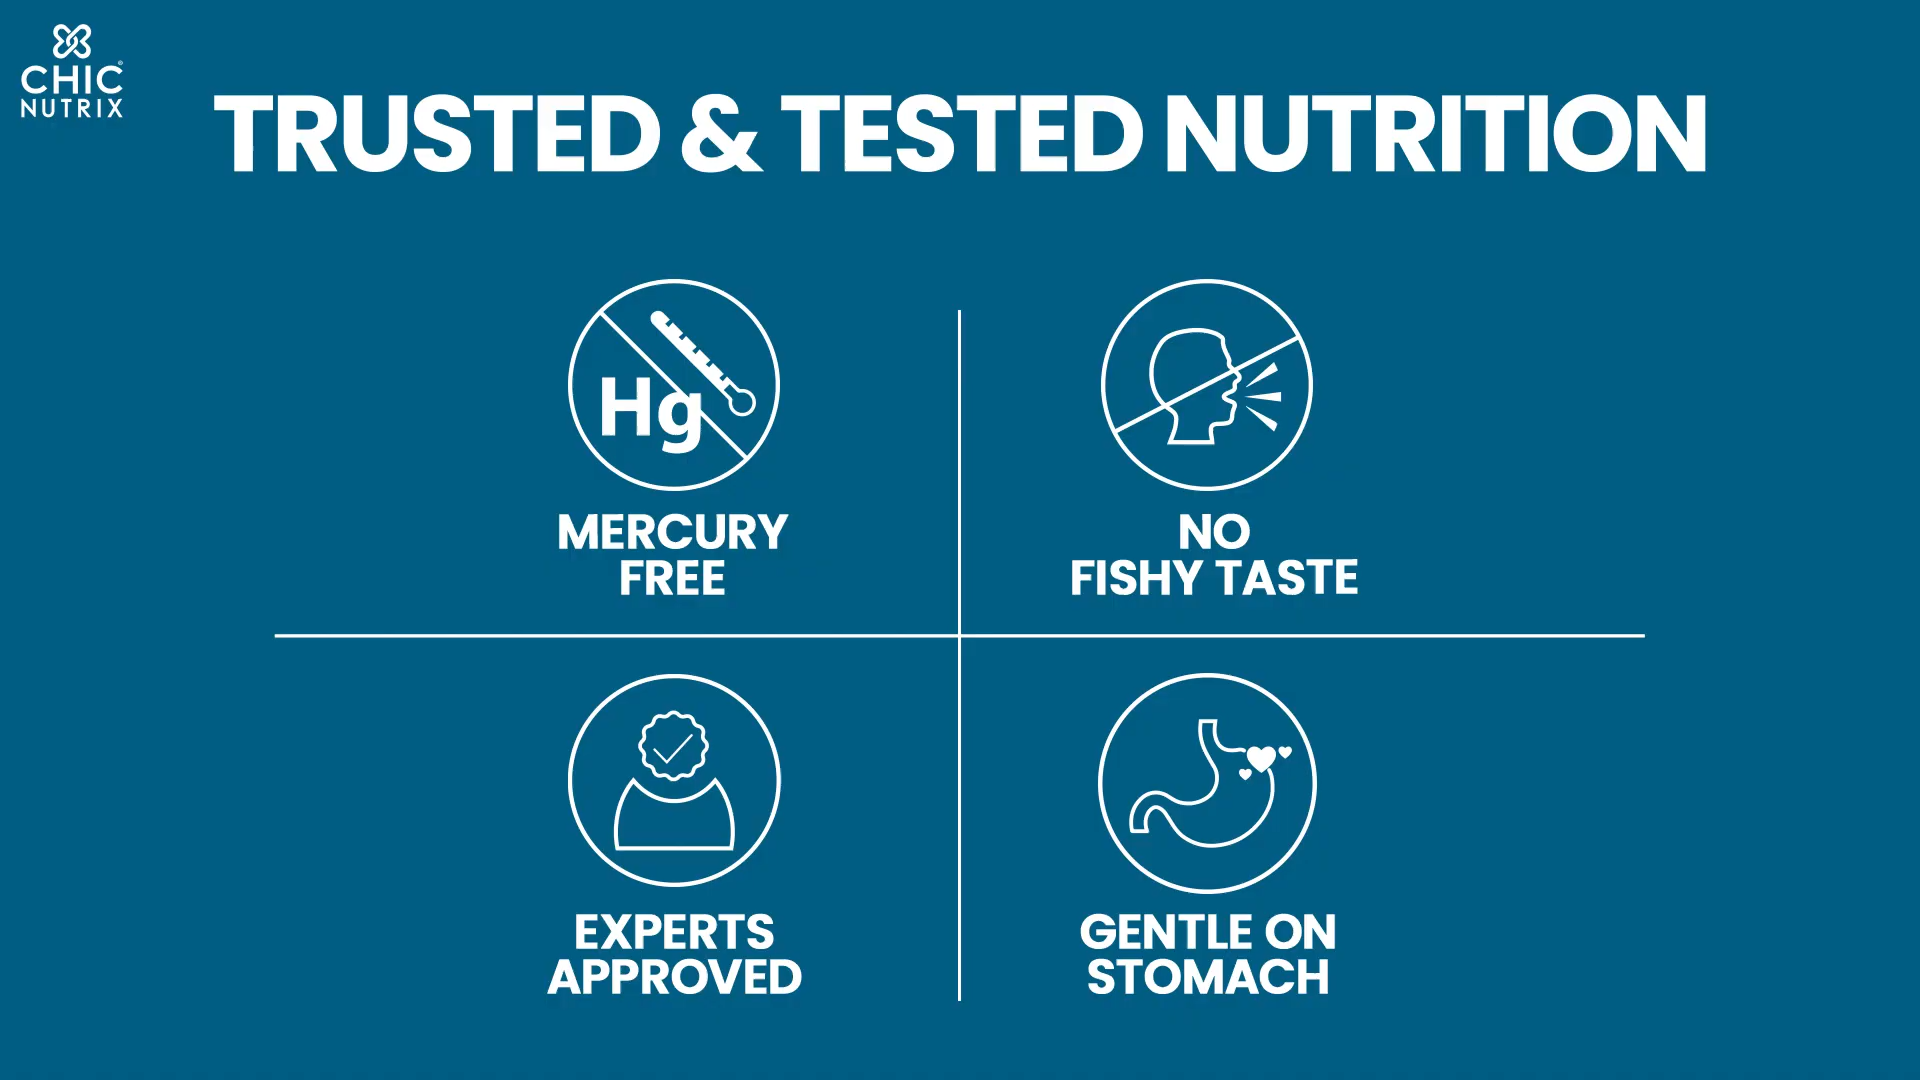 CHIC
NUTRIX
TRUSTED & TESTED NUTRITION
Hg
MERCURY
FREE
NO
FISHY TASTE
EXPERTS
APPROVED
GENTLE ON
STOMACH